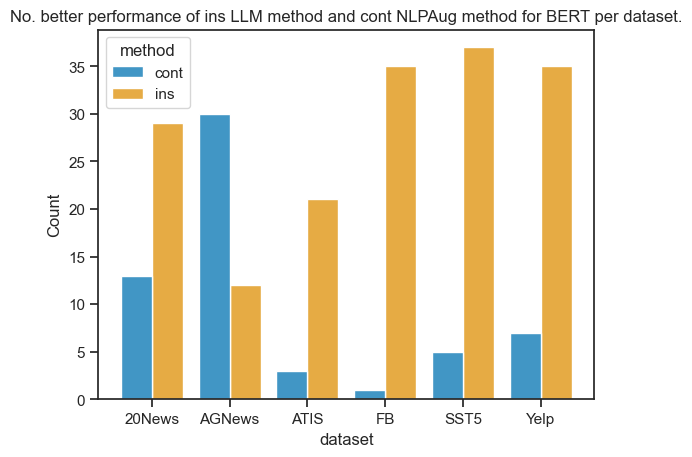 No. better performance of ins LLM method and cont NLPAug method for BERT per dataset.
method
cont
ins
35
30
25
20
15
10
5
0
Count
20News AGNews ATIS FB SST5 Yelp
dataset